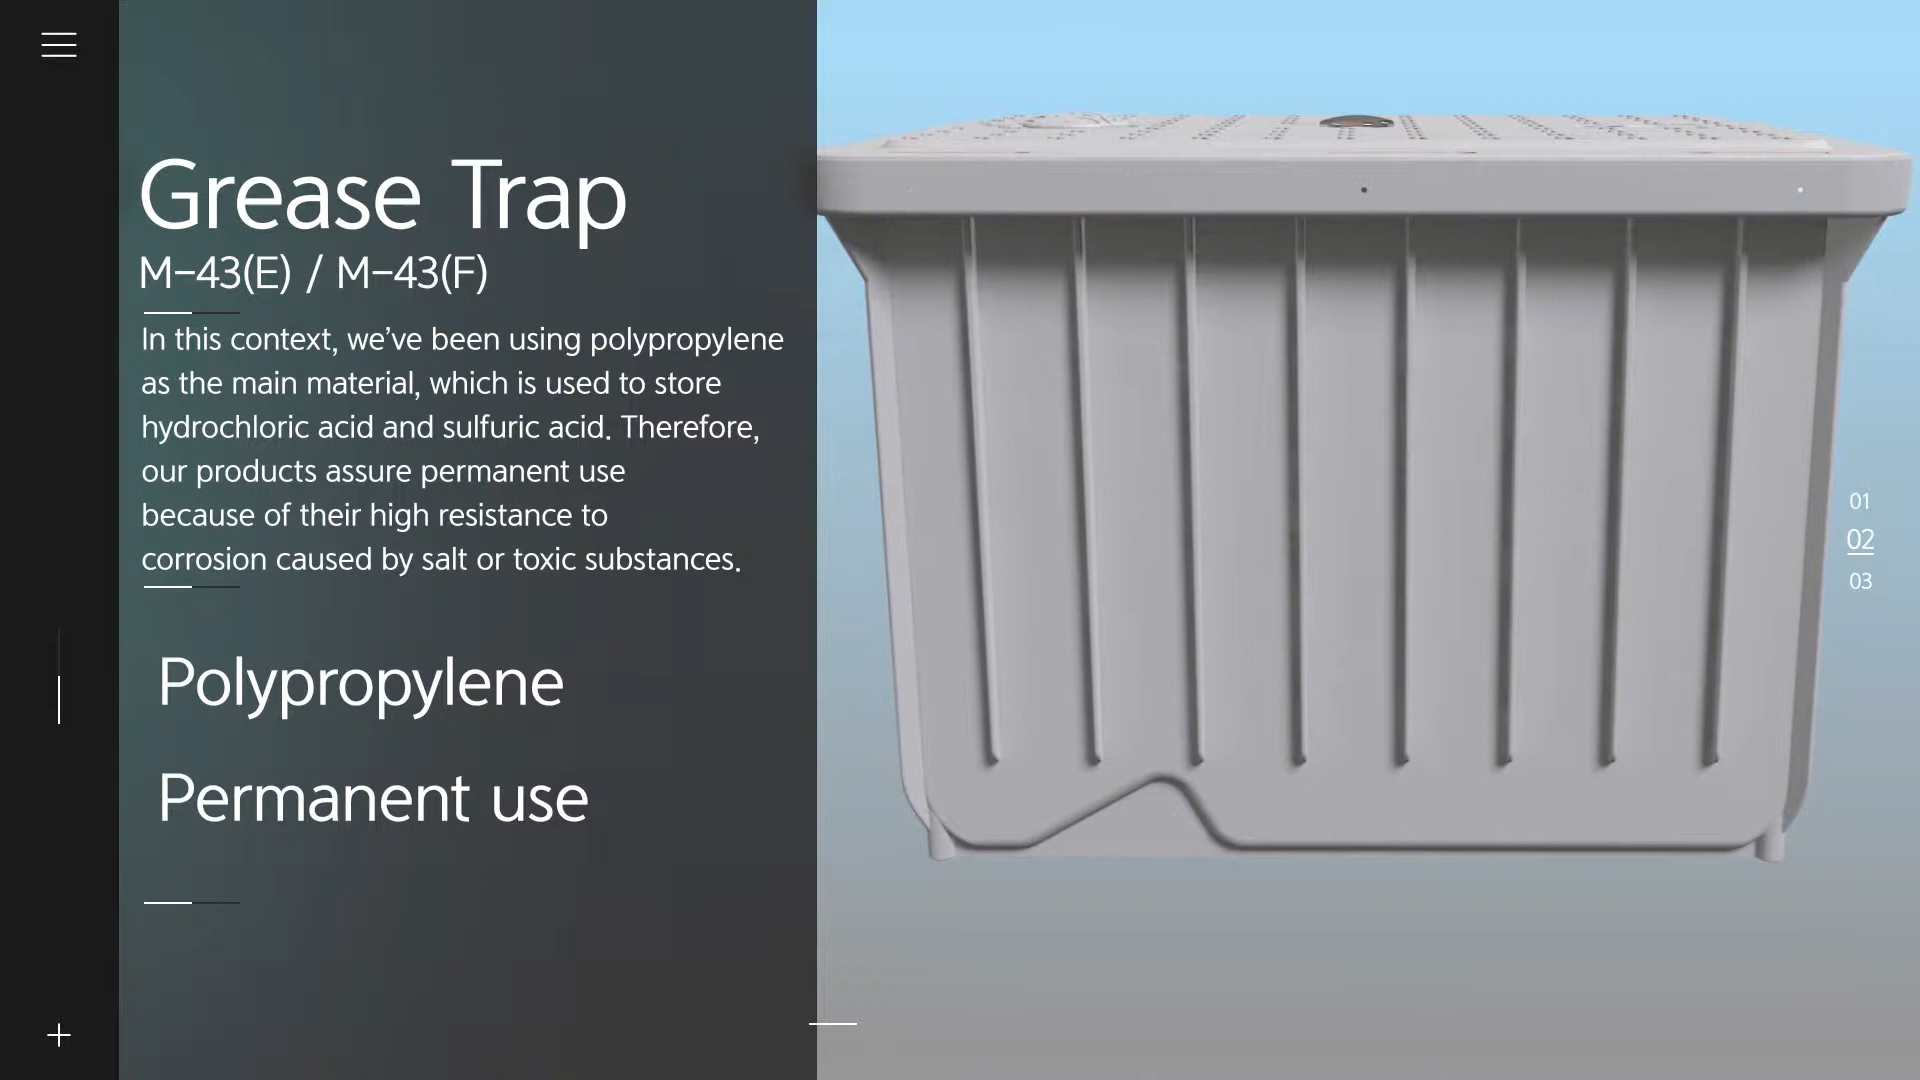 Grease Trap
M-43(E) / M-43(F)
In this context, we've been using polypropylene
as the main material, which is used to store
hydrochloric acid and sulfuric acid. Therefore,
our products assure permanent use
because of their high resistance to
corrosion caused by salt or toxic substances.
Polypropylene
Permanent use
01
02
03